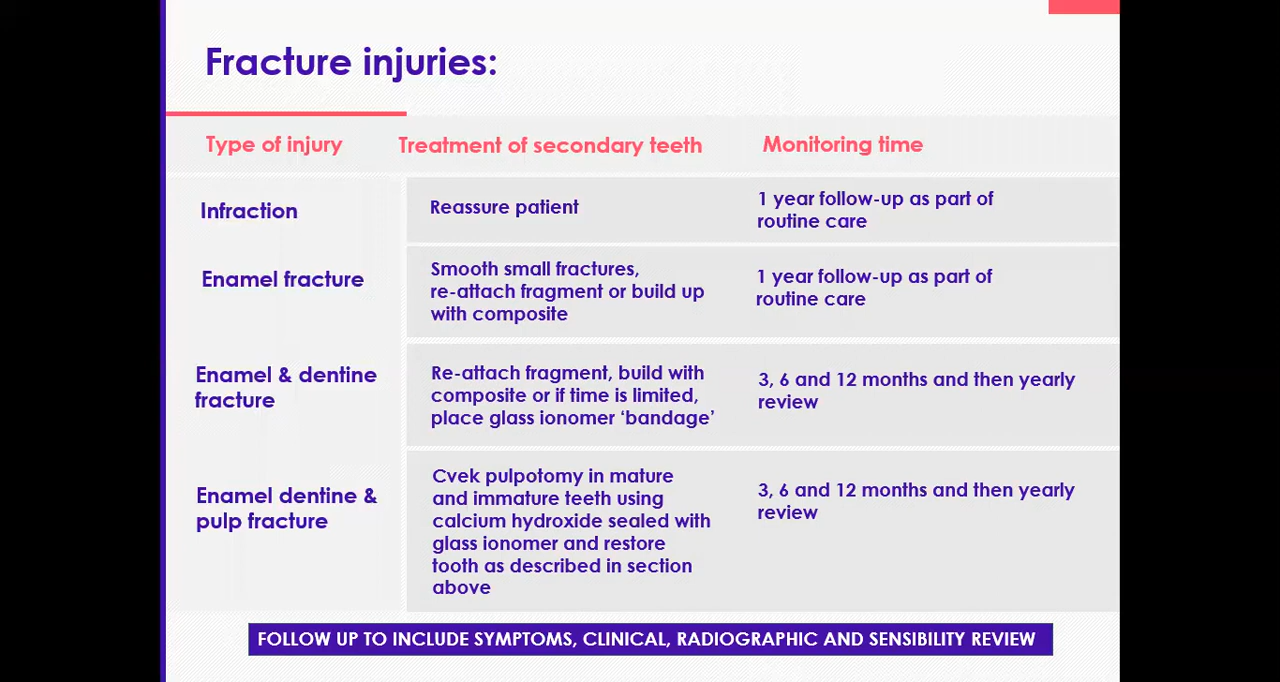 Fracture injuries:
Type of injury
Treatment of secondary teeth
Monitoring time
Infraction
Reassure patient
1 year follow-up as part of
routine care
Enamel fracture
Smooth small fractures,
re-attach fragment or build up
with composite
1 year follow-up as part of
routine care
Enamel & dentine
fracture
Re-attach fragment, build with
composite or if time is limited,
place glass ionomer ‘bandage’
3, 6 and 12 months and then yearly
review
Enamel dentine &
pulp fracture
Cvek pulpotomy in mature
and immature teeth using
calcium hydroxide sealed with
glass ionomer and restore
tooth as described in section
above
3, 6 and 12 months and then yearly
review
FOLLOW UP TO INCLUDE SYMPTOMS, CLINICAL, RADIOGRAPHIC AND SENSIBILITY REVIEW